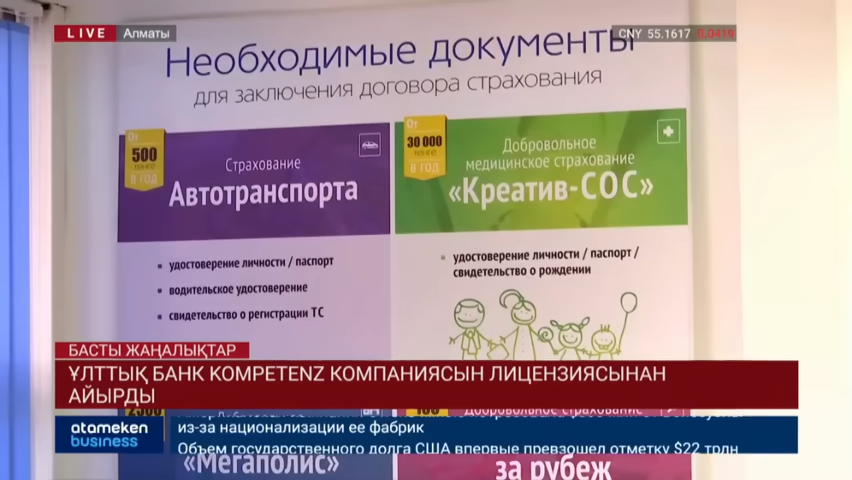 LIVE Алматы
CNY 55.1617 0.0419
Необходимые документы
для заключения договора страхования
От
500
тенге
в год
Страхование
Автотранспорта
удостоверение личности / паспорт
водительское удостоверение
свидетельство о регистрации ТС
От
30 000
тенге
в год
Добровольное
медицинское страхование
«Креатив-СОС»
удостоверение личности / паспорт /
свидетельство о рождении
БАСТЫ ЖАҢАЛЫҚТАР
ҰЛТТЫҚ БАНК KOMPETENZ КОМПАНИЯСЫН ЛИЦЕНЗИЯСЫНАН
АЙЫРДЫ
atameken
business
из-за национализации ее фабрик
Объем государственного долга США впервые превзошел отметку $22 трлн
«Мегаполис»
за рубеж